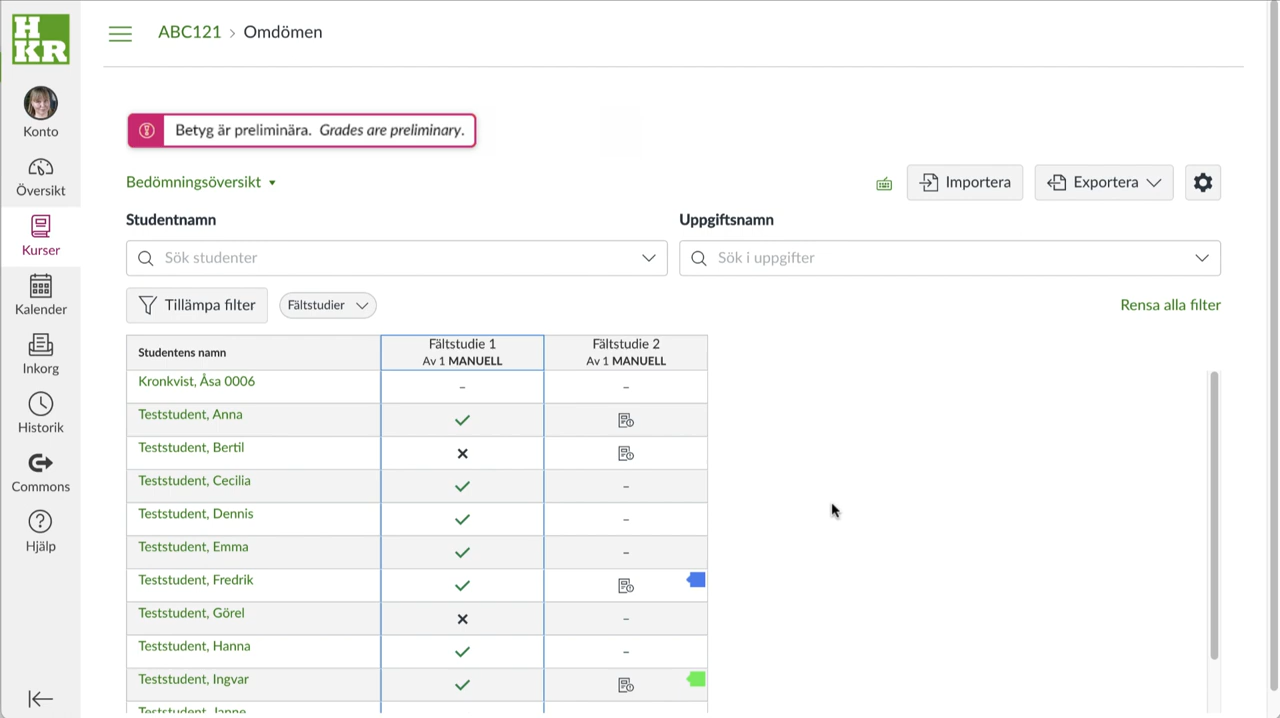 HKR
ABC121 > Omdömen
Konto
Översikt
Kurser
Kalender
Inkorg
Historik
Commons
Hjälp
Betyg är preliminära. Grades are preliminary.
Bedömningsöversikt
Importera
Exportera
Studentnamn
Uppgiftsnamn
Sök studenter
Sök i uppgifter
Tillämpa filter
Fältstudier
Rensa alla filter
Studentens namn
Fältstudie 1
Av 1 MANUELL
Fältstudie 2
Av 1 MANUELL
Kronkvist, Åsa 0006 – –
Teststudent, Anna
Teststudent, Bertil
Teststudent, Cecilia –
Teststudent, Dennis –
Teststudent, Emma –
Teststudent, Fredrik
Teststudent, Görel –
Teststudent, Hanna –
Teststudent, Ingvar